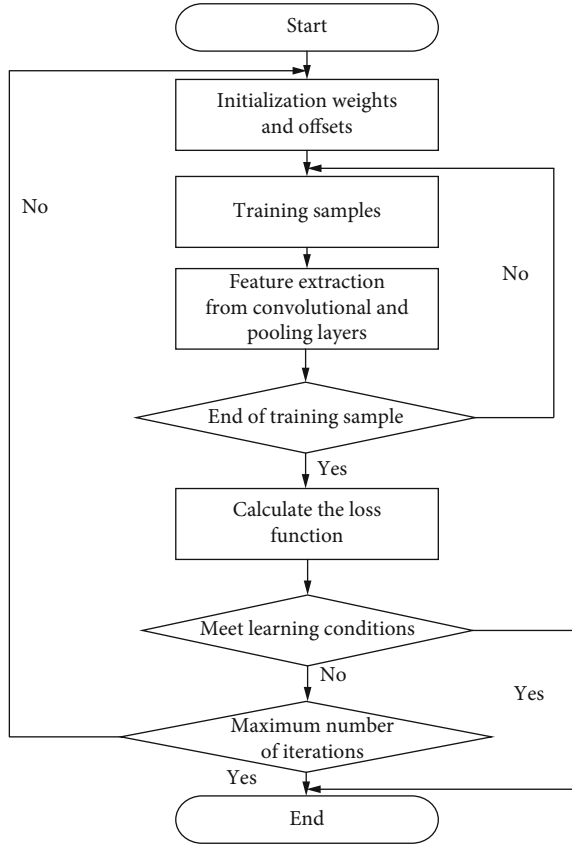 Start
Initialization weights
and offsets
No
Training samples
No
Feature extraction
from convolutional and
pooling layers
End of training sample
Yes
Calculate the loss
function
Meet learning conditions
No
Yes
Maximum number
of iterations
Yes
End